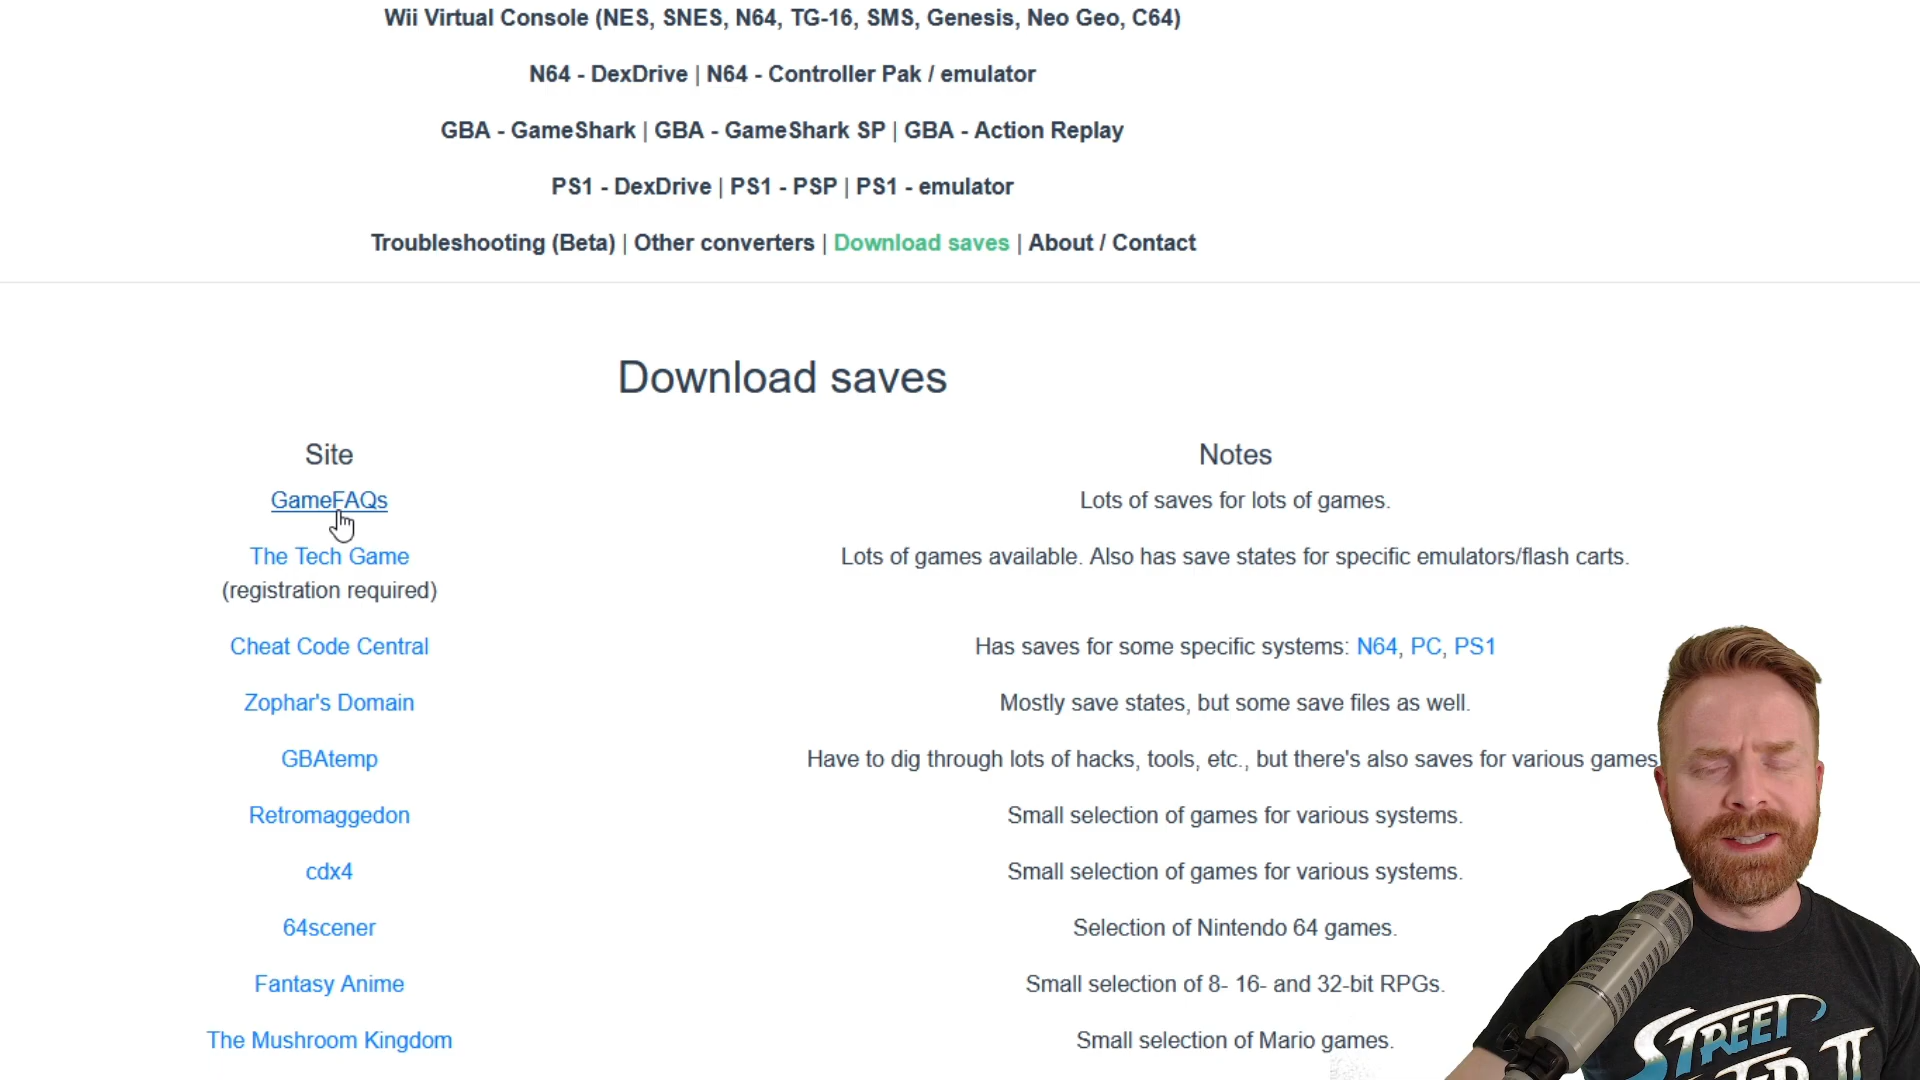 Wii Virtual Console (NES, SNES, N64, TG-16, SMS, Genesis, Neo Geo, C64)
N64 - DexDrive | N64 - Controller Pak / emulator
GBA - GameShark | GBA - GameShark SP | GBA - Action Replay
PS1 - DexDrive | PS1 - PSP | PS1 - emulator
Troubleshooting (Beta) | Other converters | Download saves | About / Contact
Download saves
Site Notes
GameFAQs Lots of saves for lots of games.
The Tech Game Lots of games available. Also has save states for specific emulators/flash carts.
(registration required)
Cheat Code Central Has saves for some specific systems: N64, PC, PS1
Zophar's Domain Mostly save states, but some save files as well.
GBAtemp Have to dig through lots of hacks, tools, etc., but there's also saves for various games
Retromaggedon Small selection of games for various systems.
cdx4 Small selection of games for various systems.
64scener Selection of Nintendo 64 games.
Fantasy Anime Small selection of 8- 16- and 32-bit RPGs.
The Mushroom Kingdom Small selection of Mario games.
STREET
II